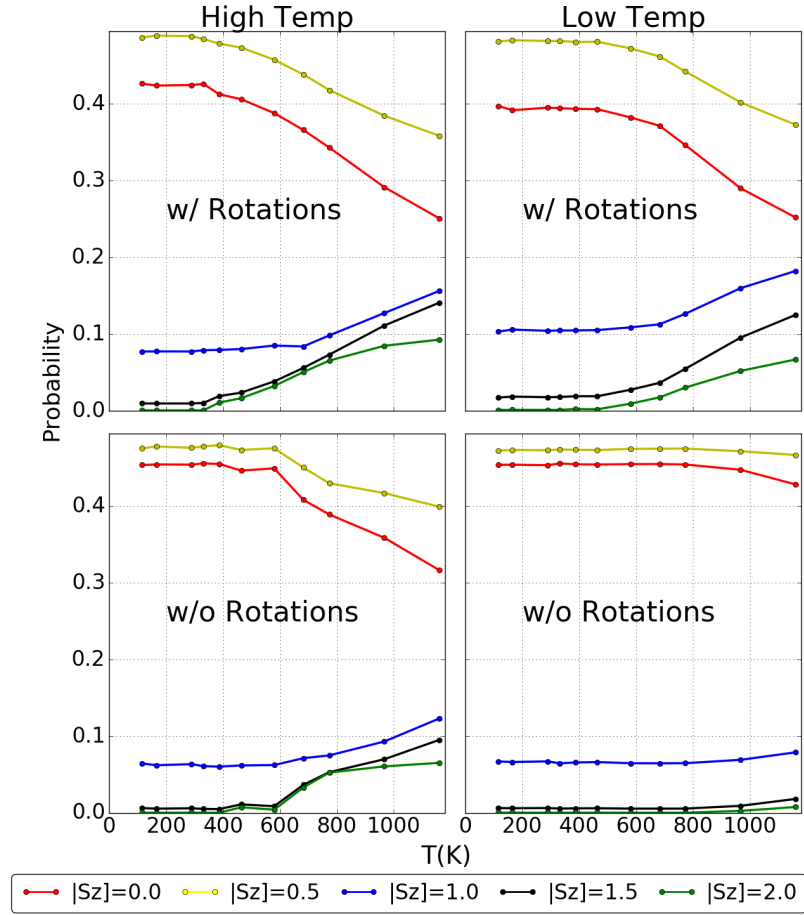 High Temp Low Temp
0.4
0.3
w/ Rotations w/ Rotations
0.2
0.1
0.0
Probability
0.4
0.3
w/o Rotations w/o Rotations
0.2
0.1
0.0
0 200 400 600 800 1000 200 400 600 800 1000
T(K)
|Sz|=0.0 |Sz|=0.5 |Sz|=1.0 |Sz|=1.5 |Sz|=2.0